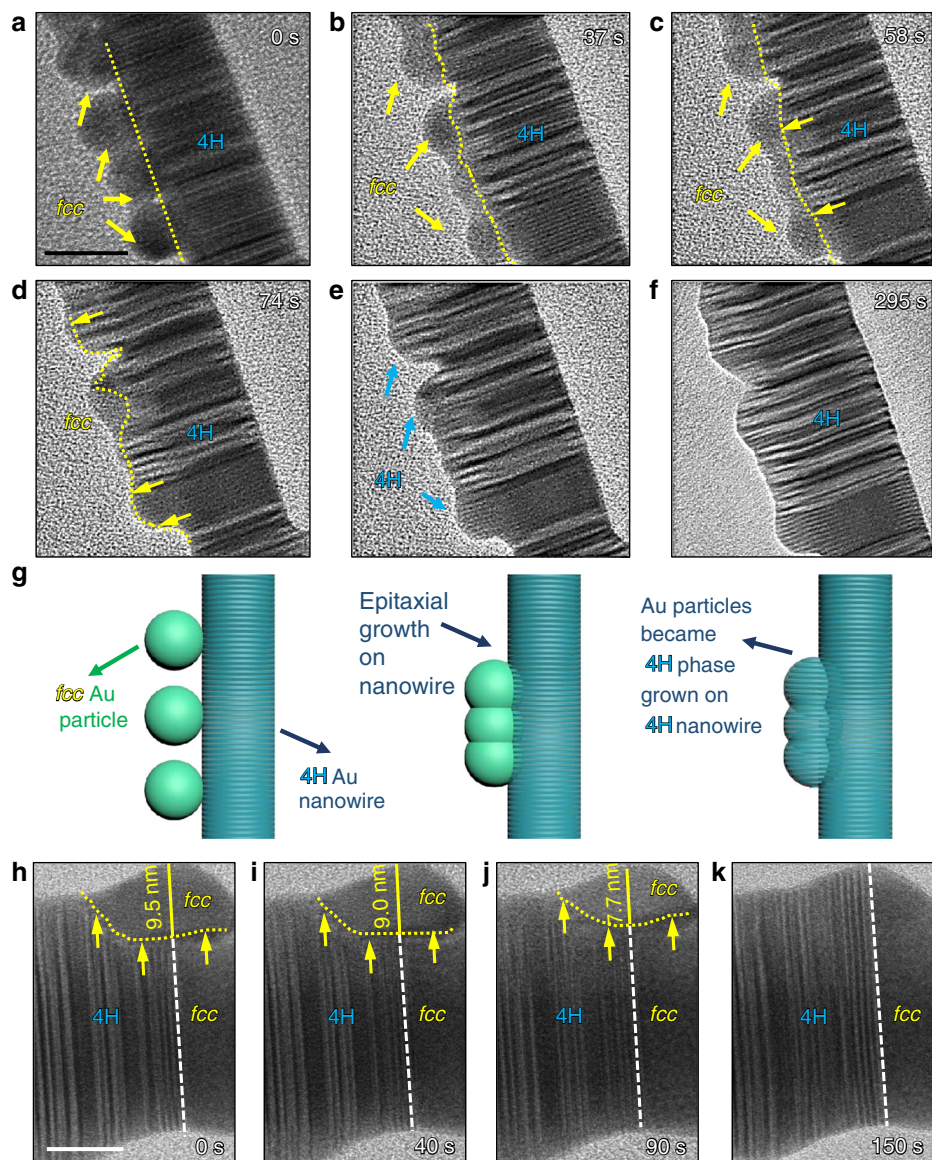 a
0 s
4H
fcc
b
37 s
4H
fcc
c
58 s
4H
fcc
d
74 s
fcc
4H
e
4H
f
295 s
4H
g
fcc Au
particle
4H Au
nanowire
Epitaxial
growth
on
nanowire
Au particles
became
4H phase
grown on
4H nanowire
h
9.5 nm
fcc
4H
fcc
0 s
i
9.0 nm
fcc
4H
fcc
40 s
j
7.7 nm
fcc
4H
fcc
90 s
k
4H
fcc
150 s